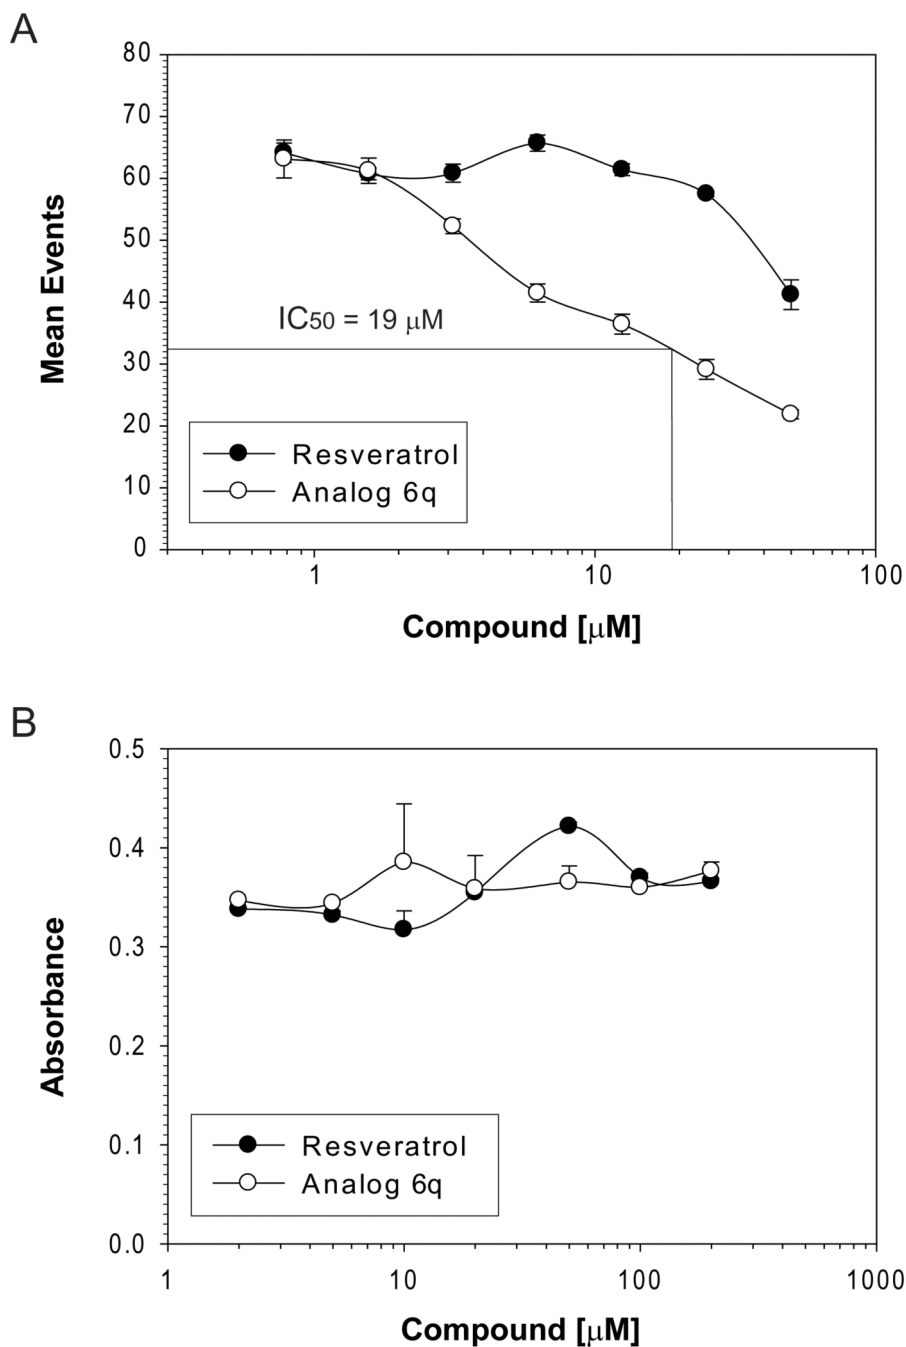 A
80
70
60
50
40
30
20
10
0
Mean Events
IC50 = 19 μM
Resveratrol
Analog 6q
1 10 100
Compound [μM]
B
0.5
0.4
0.3
0.2
0.1
0.0
Absorbance
Resveratrol
Analog 6q
1 10 100 1000
Compound [μM]